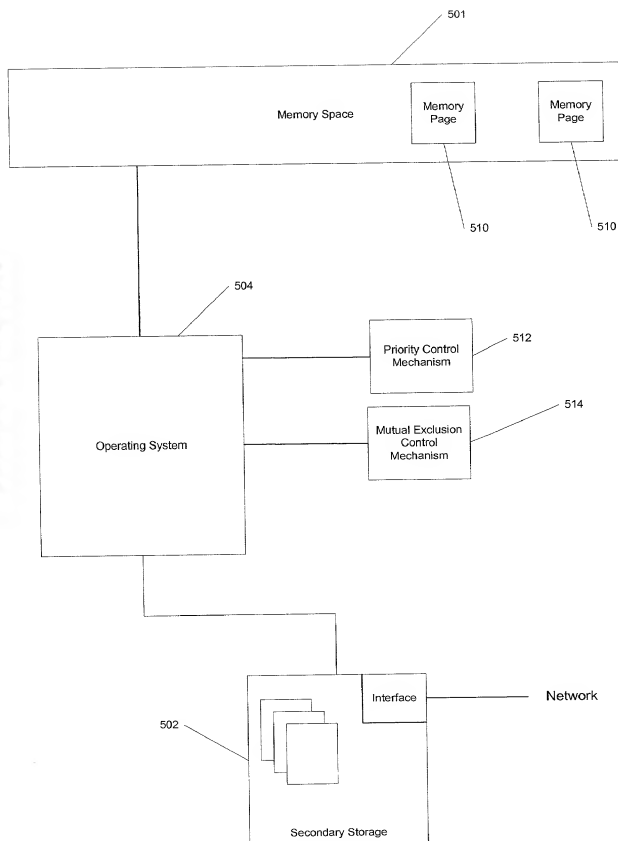 501
Memory Space
Memory
Page
Memory
Page
510
510
504
Operating System
Priority Control
Mechanism
512
Mutual Exclusion
Control
Mechanism
514
Interface
Network
502
Secondary Storage